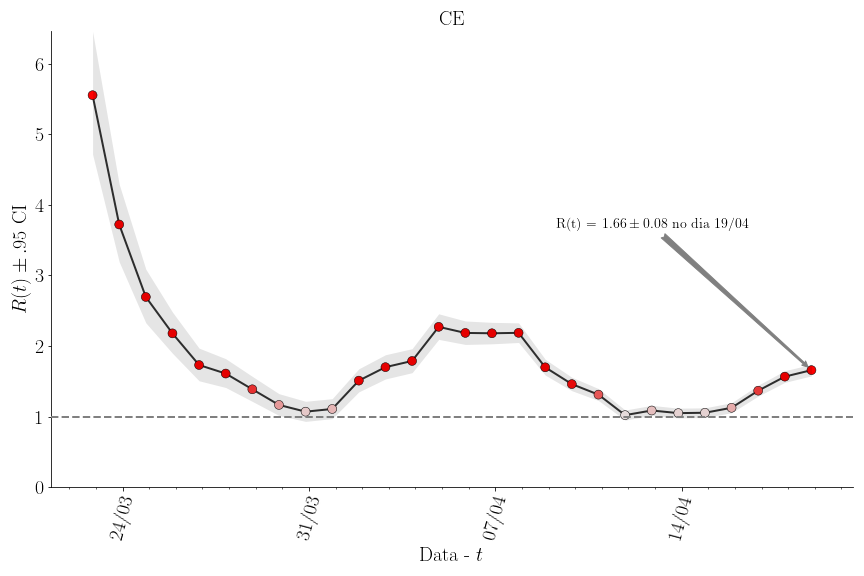 CE
R(t) ± .95 CI
6
5
4
3
2
1
0
R(t) = 1.66 ± 0.08 no dia 19/04
24/03
31/03
07/04
14/04
Data - t